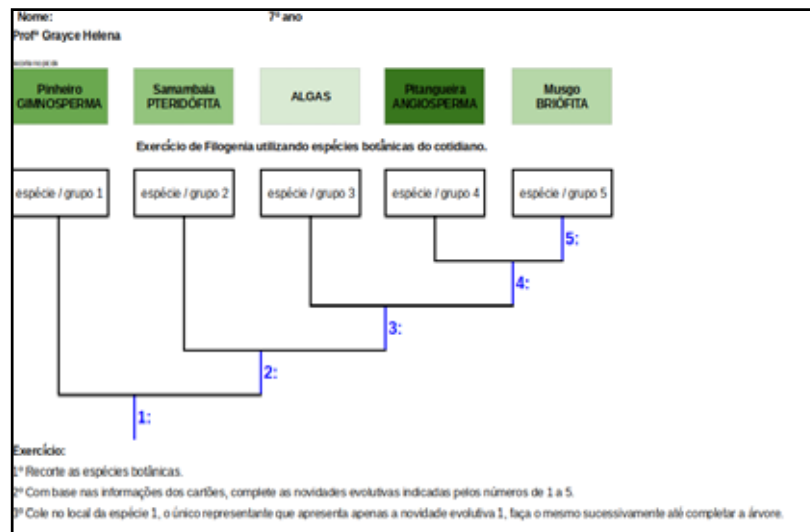 Nome: 7º ano
Profª Grayce Helena
Pinheiro GIMNOSPERMA
Samambaia PTERIDÓFITA
ALGAS
Pitangueira ANGIOSPERMA
Musgo BRIÓFITA
Exercício de Filogenia utilizando espécies botânicas do cotidiano.
espécie / grupo 1 espécie / grupo 2 espécie / grupo 3 espécie / grupo 4 espécie / grupo 5
5:
4:
3:
2:
1:
Exercício:
1º Recorte as espécies botânicas.
2º Com base nas informações dos cartões, complete as novidades evolutivas indicadas pelos números de 1 a 5.
3º Cole no local da espécie 1, o único representante que apresenta apenas a novidade evolutiva 1, faça o mesmo sucessivamente até completar a árvore.